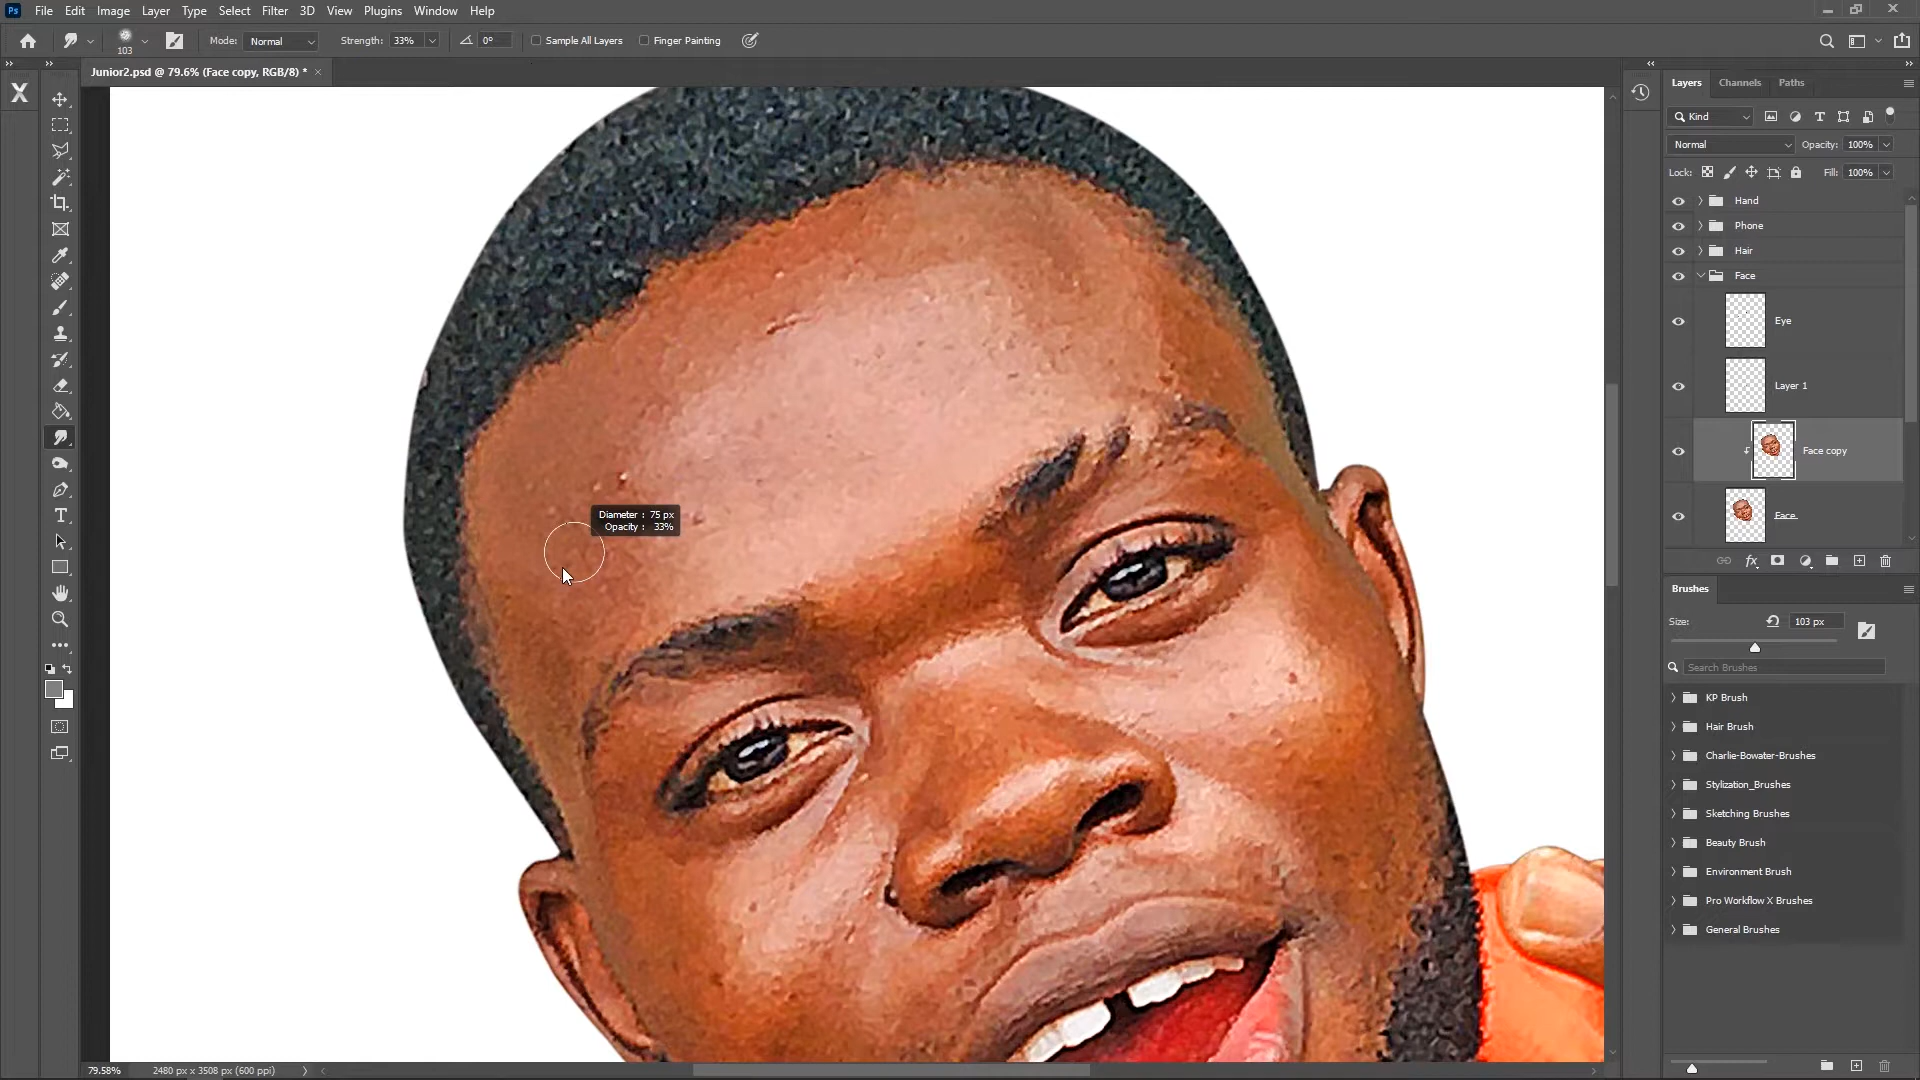 Ps File Edit Image Layer Type Select Filter 3D View Plugins Window Help
103 Mode: Normal Strength: 33% 0° Sample All Layers Finger Painting
Junior2.psd @ 79.6% (Face copy, RGB/8) * ×
X
Diameter : 75 px
Opacity : 33%
79.58% 2480 px x 3508 px (600 ppi)
Layers Channels Paths
Kind
Normal Opacity: 100%
Lock: Fill: 100%
Hand
Phone
Hair
Face
Eye
Layer 1
Face copy
Face
fx
Brushes
Size: 103 px
Search Brushes
KP Brush
Hair Brush
Charlie-Bowater-Brushes
Stylization_Brushes
Sketching Brushes
Beauty Brush
Environment Brush
Pro Workflow X Brushes
General Brushes